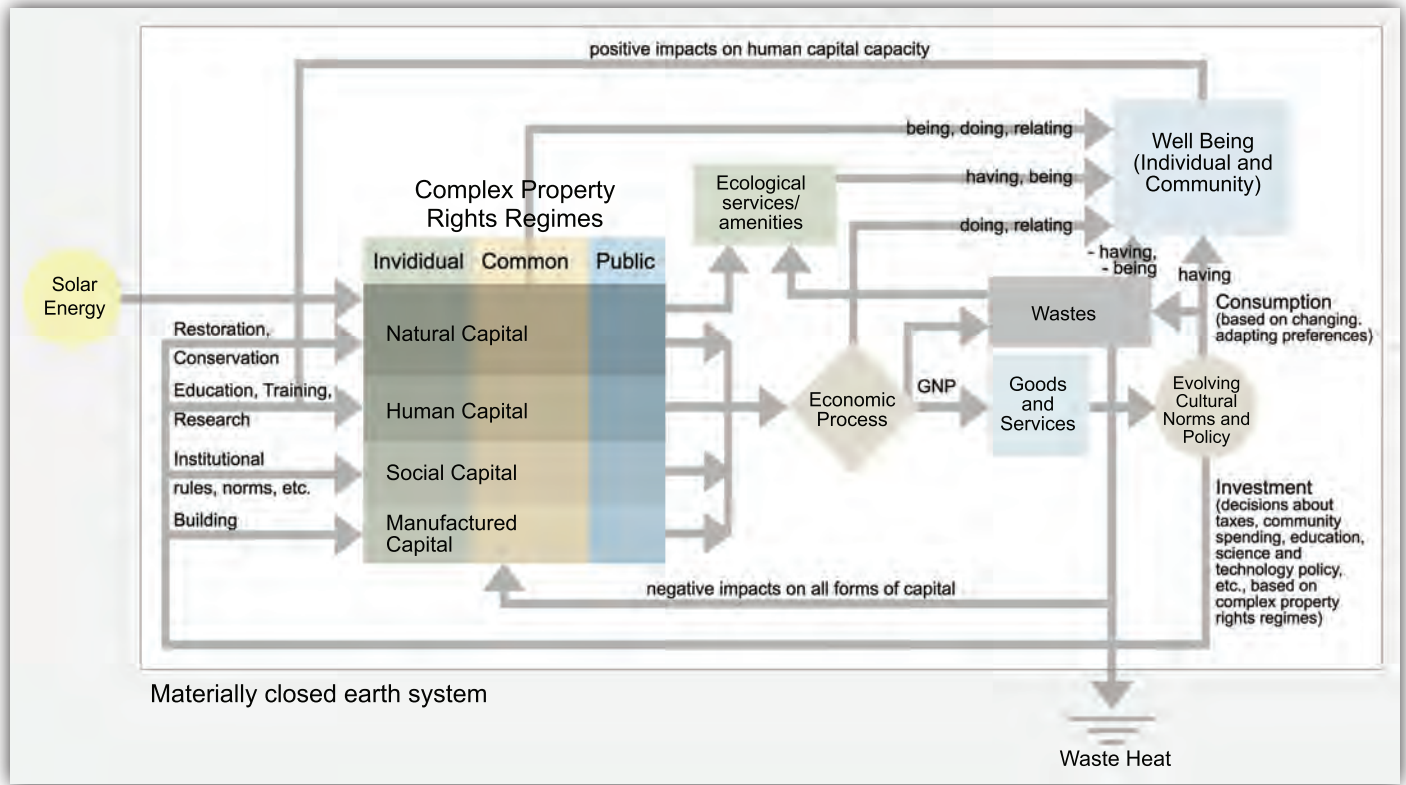 positive impacts on human capital capacity
being, doing, relating
Well Being
(Individual and
Community)
Complex Property
Rights Regimes
Ecological
services/
amenities
having, being
doing, relating
- having,
- being
having
Invididual
Common
Public
Solar
Energy
Natural Capital
Human Capital
Social Capital
Manufactured
Capital
Restoration,
Conservation
Education, Training,
Research
Institutional
rules, norms, etc.
Building
Wastes
Consumption
(based on changing.
adapting preferences)
Economic
Process
GNP
Goods
and
Services
Evolving
Cultural
Norms and
Policy
Investment
(decisions about
taxes, community
spending, education,
science and
technology policy,
etc., based on
complex property
rights regimes)
negative impacts on all forms of capital
Materially closed earth system
Waste Heat